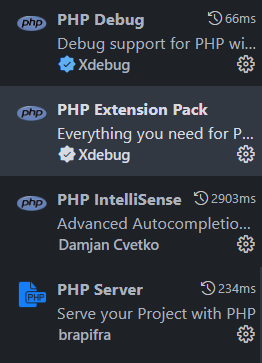 php PHP Debug 66ms
Debug support for PHP wi...
Xdebug
php PHP Extension Pack
Everything you need for P...
Xdebug
php PHP IntelliSense 2903ms
Advanced Autocompletio...
Damjan Cvetko
PHP PHP Server 234ms
Serve your Project with PHP
brapifra